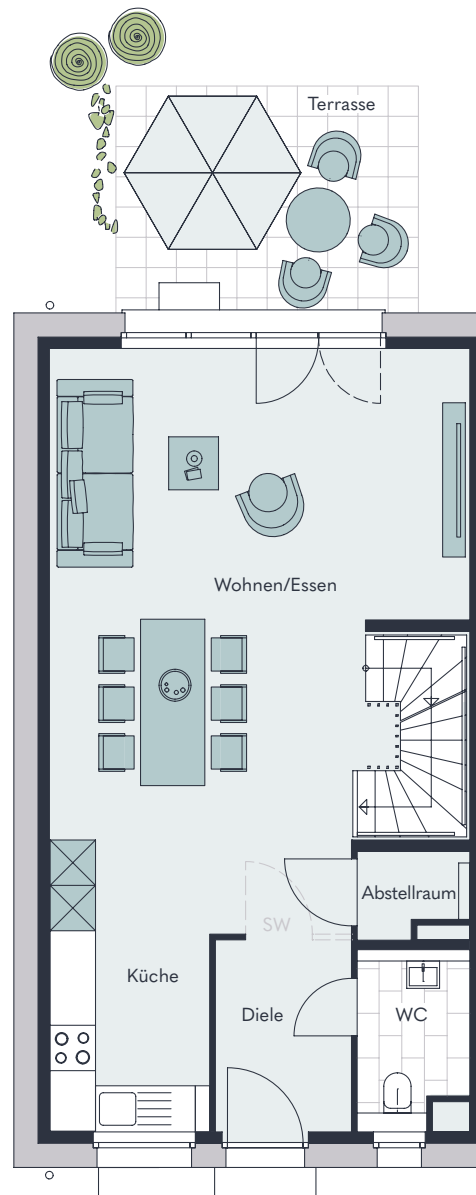 Terrasse
Wohnen/Essen
Abstellraum
SW
Küche
Diele
WC